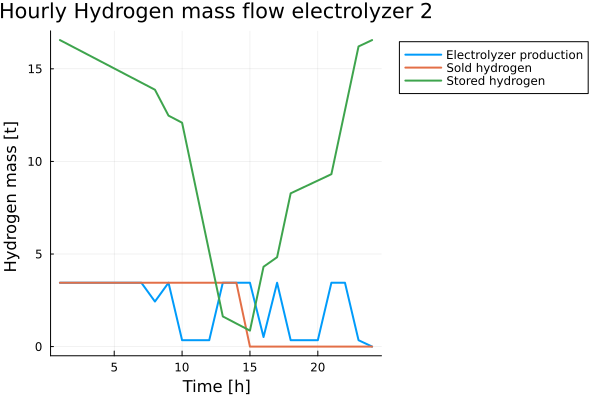 Hourly Hydrogen mass flow electrolyzer 2
Electrolyzer production
Sold hydrogen
Stored hydrogen
Hydrogen mass [t]
15
10
5
0
5 10 15 20
Time [h]